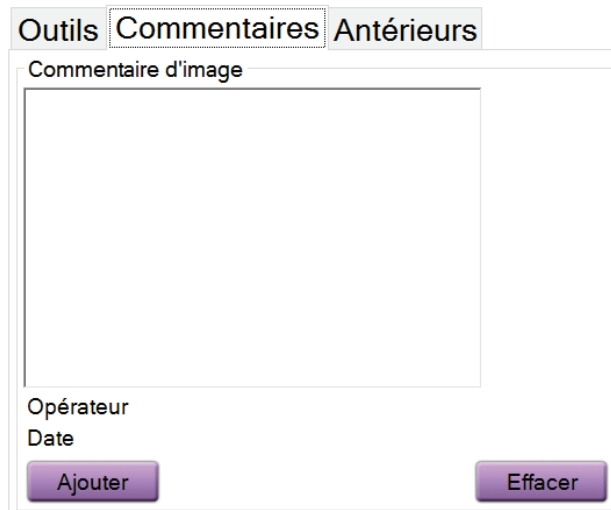 Outils Commentaires Antérieurs
Commentaire d'image
Opérateur
Date
Ajouter Effacer